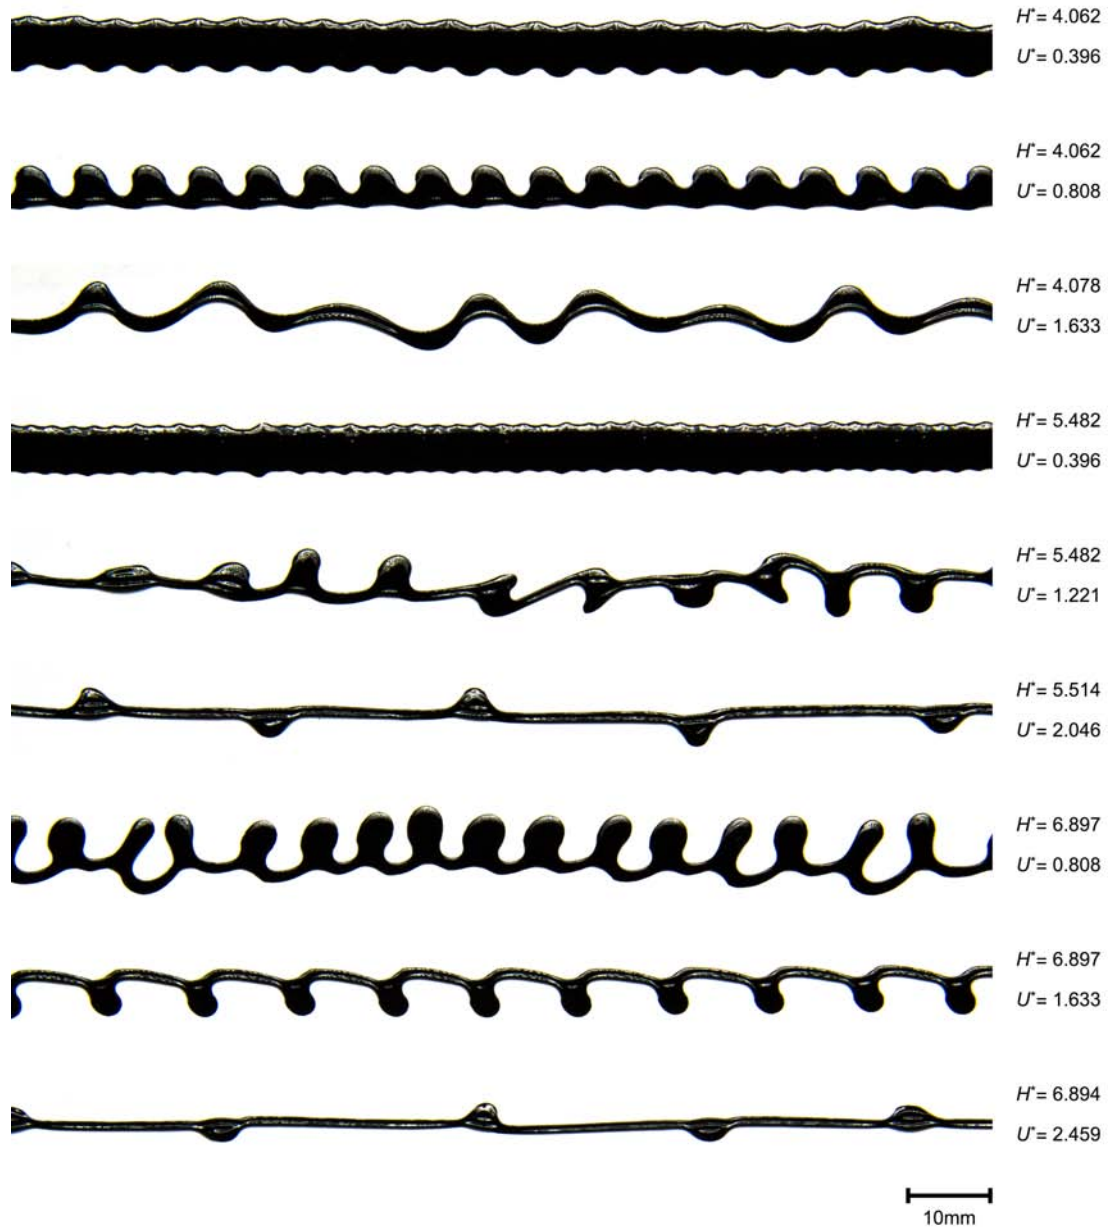 H* = 4.062
U* = 0.396
H* = 4.062
U* = 0.808
H* = 4.078
U* = 1.633
H* = 5.482
U* = 0.396
H* = 5.482
U* = 1.221
H* = 5.514
U* = 2.046
H* = 6.897
U* = 0.808
H* = 6.897
U* = 1.633
H* = 6.894
U* = 2.459
10mm